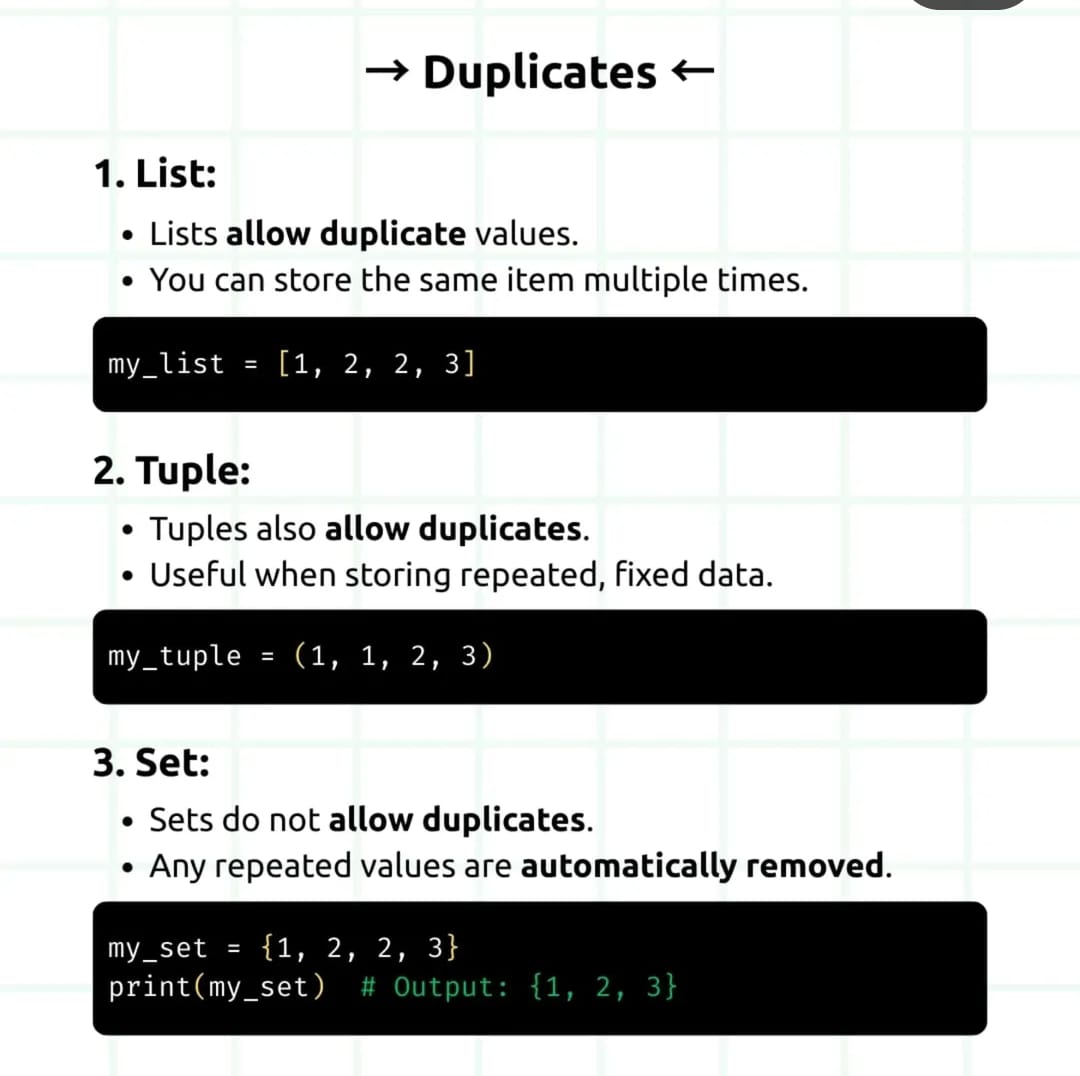 → Duplicates ←
1. List:
• Lists allow duplicate values.
• You can store the same item multiple times.
my_list = [1, 2, 2, 3]
2. Tuple:
• Tuples also allow duplicates.
• Useful when storing repeated, fixed data.
my_tuple = (1, 1, 2, 3)
3. Set:
• Sets do not allow duplicates.
• Any repeated values are automatically removed.
my_set = {1, 2, 2, 3}
print(my_set)  # Output: {1, 2, 3}